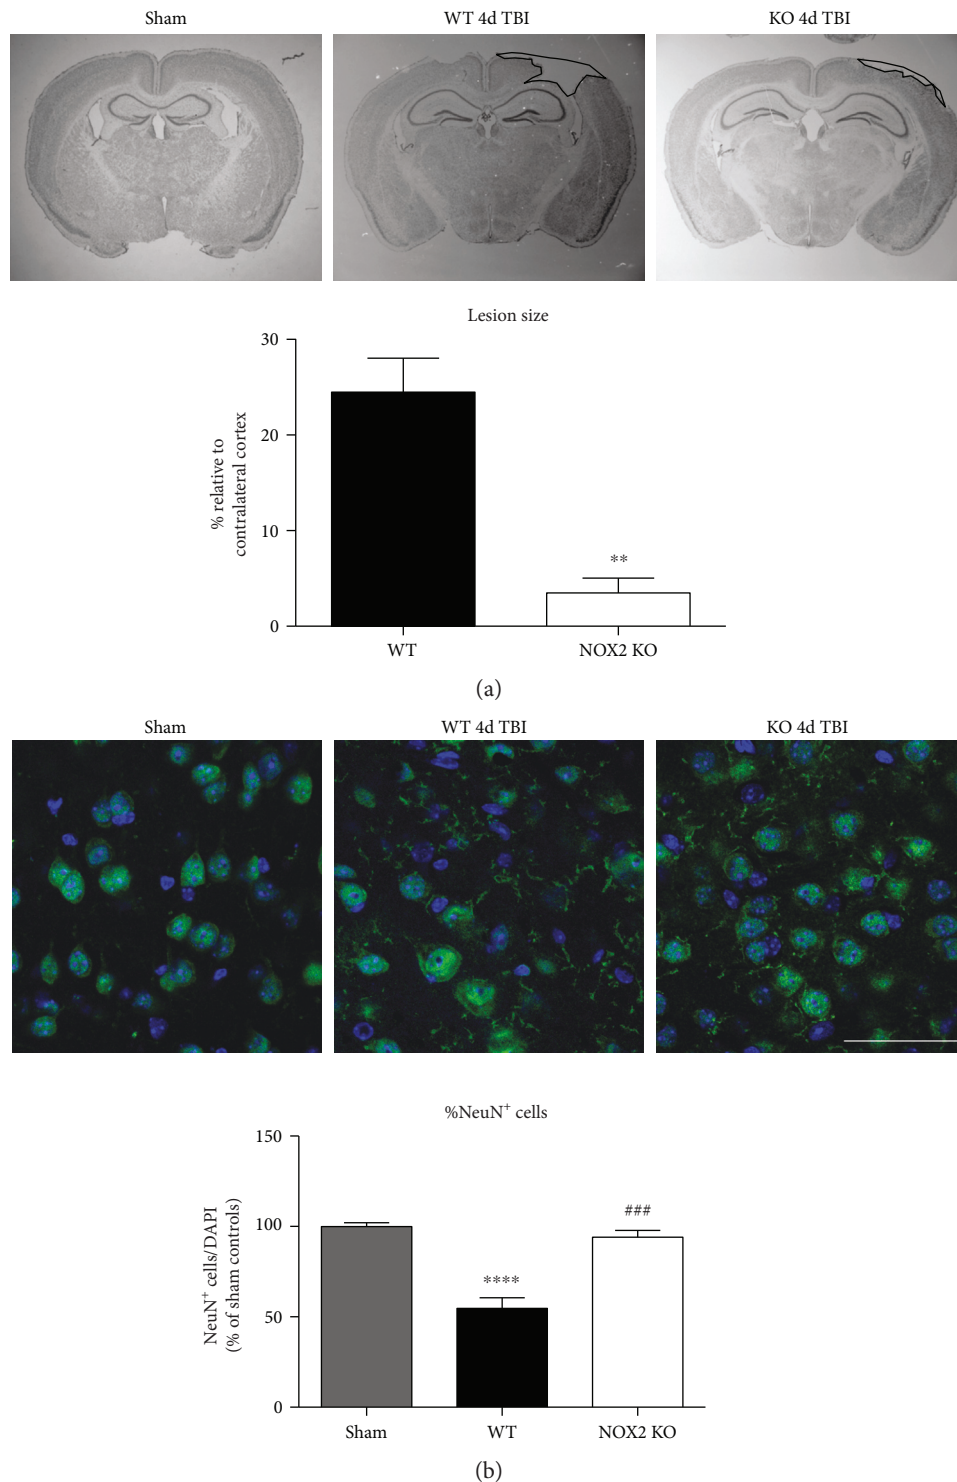 Sham
WT 4d TBI
KO 4d TBI
Lesion size
% relative to
contralateral cortex
30
20
10
0
**
WT
NOX2 KO
(a)
Sham
WT 4d TBI
KO 4d TBI
%NeuN⁺ cells
NeuN⁺ cells/DAPI
(% of sham controls)
150
100
50
0
****
###
Sham
WT
NOX2 KO
(b)